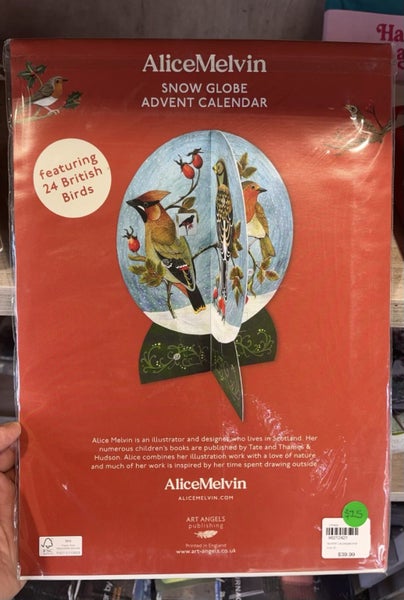 Ha
AliceMelvin
SNOW GLOBE
ADVENT CALENDAR
featuring
24 British
Birds
Alice Melvin is an illustrator and designer who lives in Scotland. Her
numerous children's books are published by Tate and Thames &
Hudson. Alice combines her illustration work with a love of nature
and much of her work is inspired by her time spent drawing outside
AliceMelvin
ALICEMELVIN.COM
ART ANGELS
publishing
Printed in England
www.art-angels.co.uk
FSC
MIX
$25
$39.99